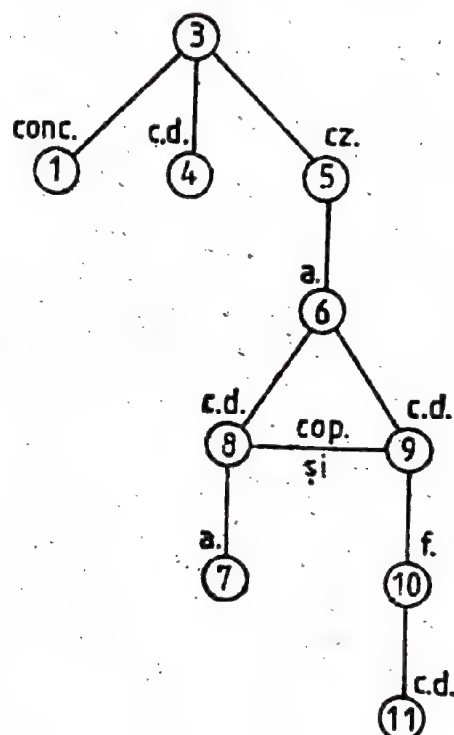 3
conc. c.d. cz.
1 4 5
a.
6
c.d. c.d.
8 cop. 9
și
a. f.
7 10
c.d.
11